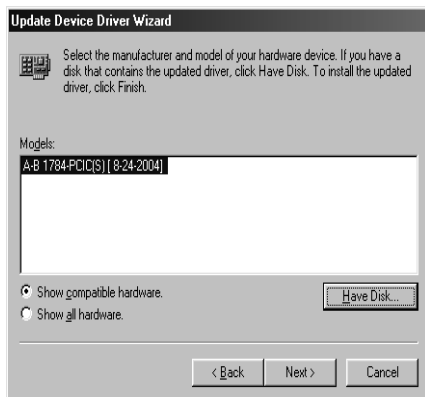 Update Device Driver Wizard
Select the manufacturer and model of your hardware device. If you have a
disk that contains the updated driver, click Have Disk. To install the updated
driver, click Finish.
Models:
A-B 1784-PCIC(S) [ 8-24-2004]
Show compatible hardware.
Show all hardware.
Have Disk...
< Back
Next >
Cancel